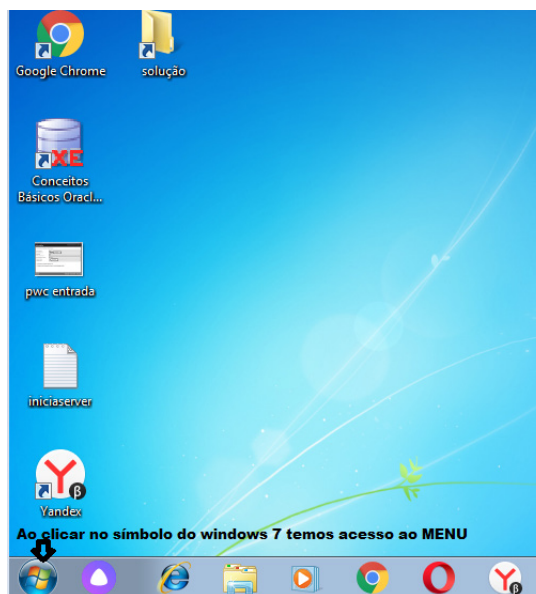 Google Chrome
solução
XE
Conceitos
Básicos Oracl...
pwc entrada
iniciaserver
Y β
Yandex
Ao clicar no símbolo do windows 7 temos acesso ao MENU
Y β